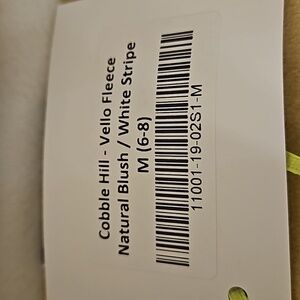 Cobble Hill - Vello Fleece
Natural Blush / White Stripe
M (6-8)
11001-19-02S1-M